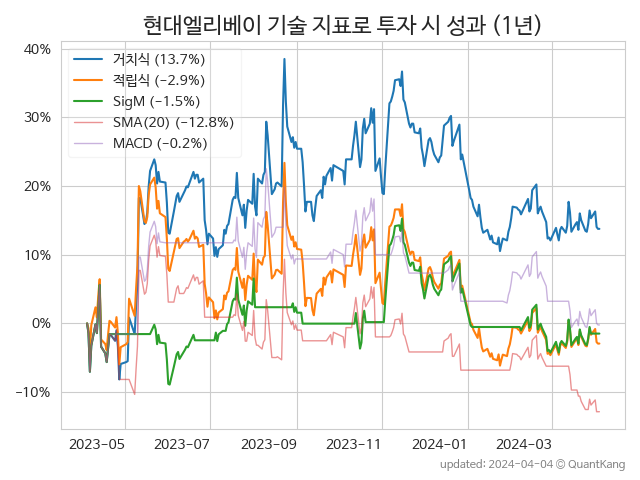 현대엘리베이 기술 지표로 투자 시 성과 (1년)
거치식 (13.7%)
적립식 (−2.9%)
SigM (−1.5%)
SMA(20) (−12.8%)
MACD (−0.2%)
40%
30%
20%
10%
0%
−10%
2023-05 2023-07 2023-09 2023-11 2024-01 2024-03
updated: 2024-04-04 © QuantKang